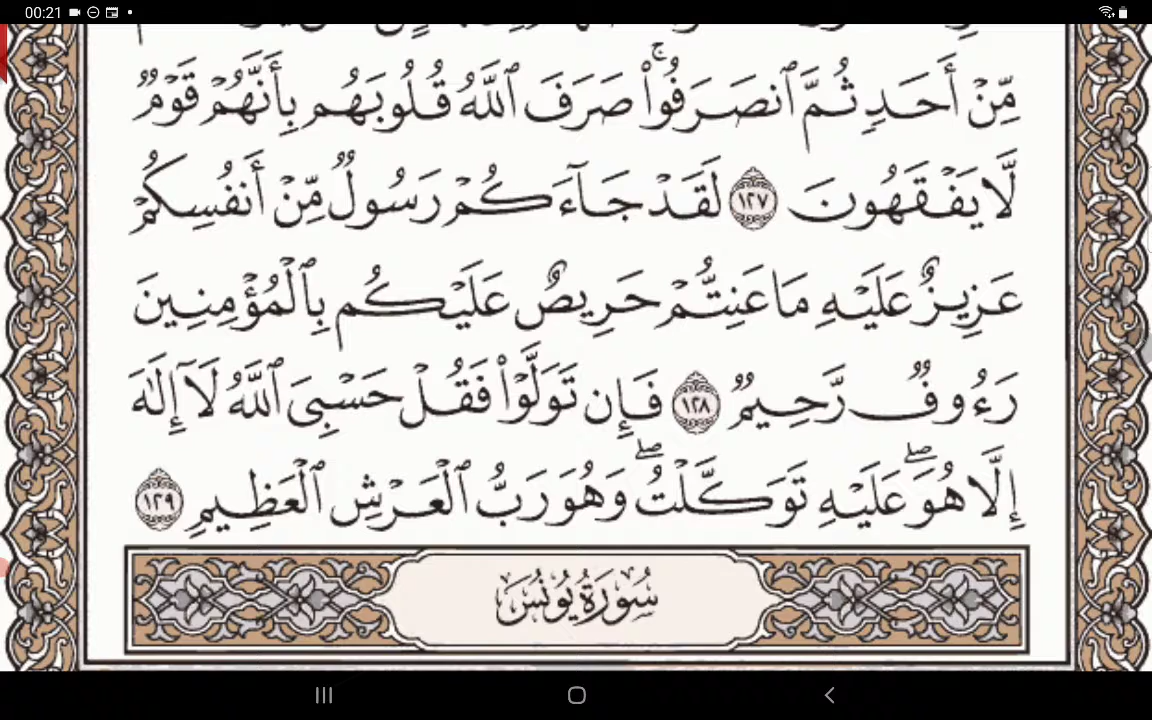 00:21
مِّنْ أَحَدٍ ثُمَّ ٱنصَرَفُوا۟ ۚ صَرَفَ ٱللَّهُ قُلُوبَهُم بِأَنَّهُمْ قَوْمٌ
لَّا يَفْقَهُونَ ١٢٧ لَقَدْ جَآءَكُمْ رَسُولٌ مِّنْ أَنفُسِكُمْ
عَزِيزٌ عَلَيْهِ مَا عَنِتُّمْ حَرِيصٌ عَلَيْكُم بِٱلْمُؤْمِنِينَ
رَءُوفٌ رَّحِيمٌ ١٢٨ فَإِن تَوَلَّوْا۟ فَقُلْ حَسْبِىَ ٱللَّهُ لَآ إِلَٰهَ
إِلَّا هُوَ ۖ عَلَيْهِ تَوَكَّلْتُ ۖ وَهُوَ رَبُّ ٱلْعَرْشِ ٱلْعَظِيمِ ١٢٩
سُورَةُ يُونُسَ